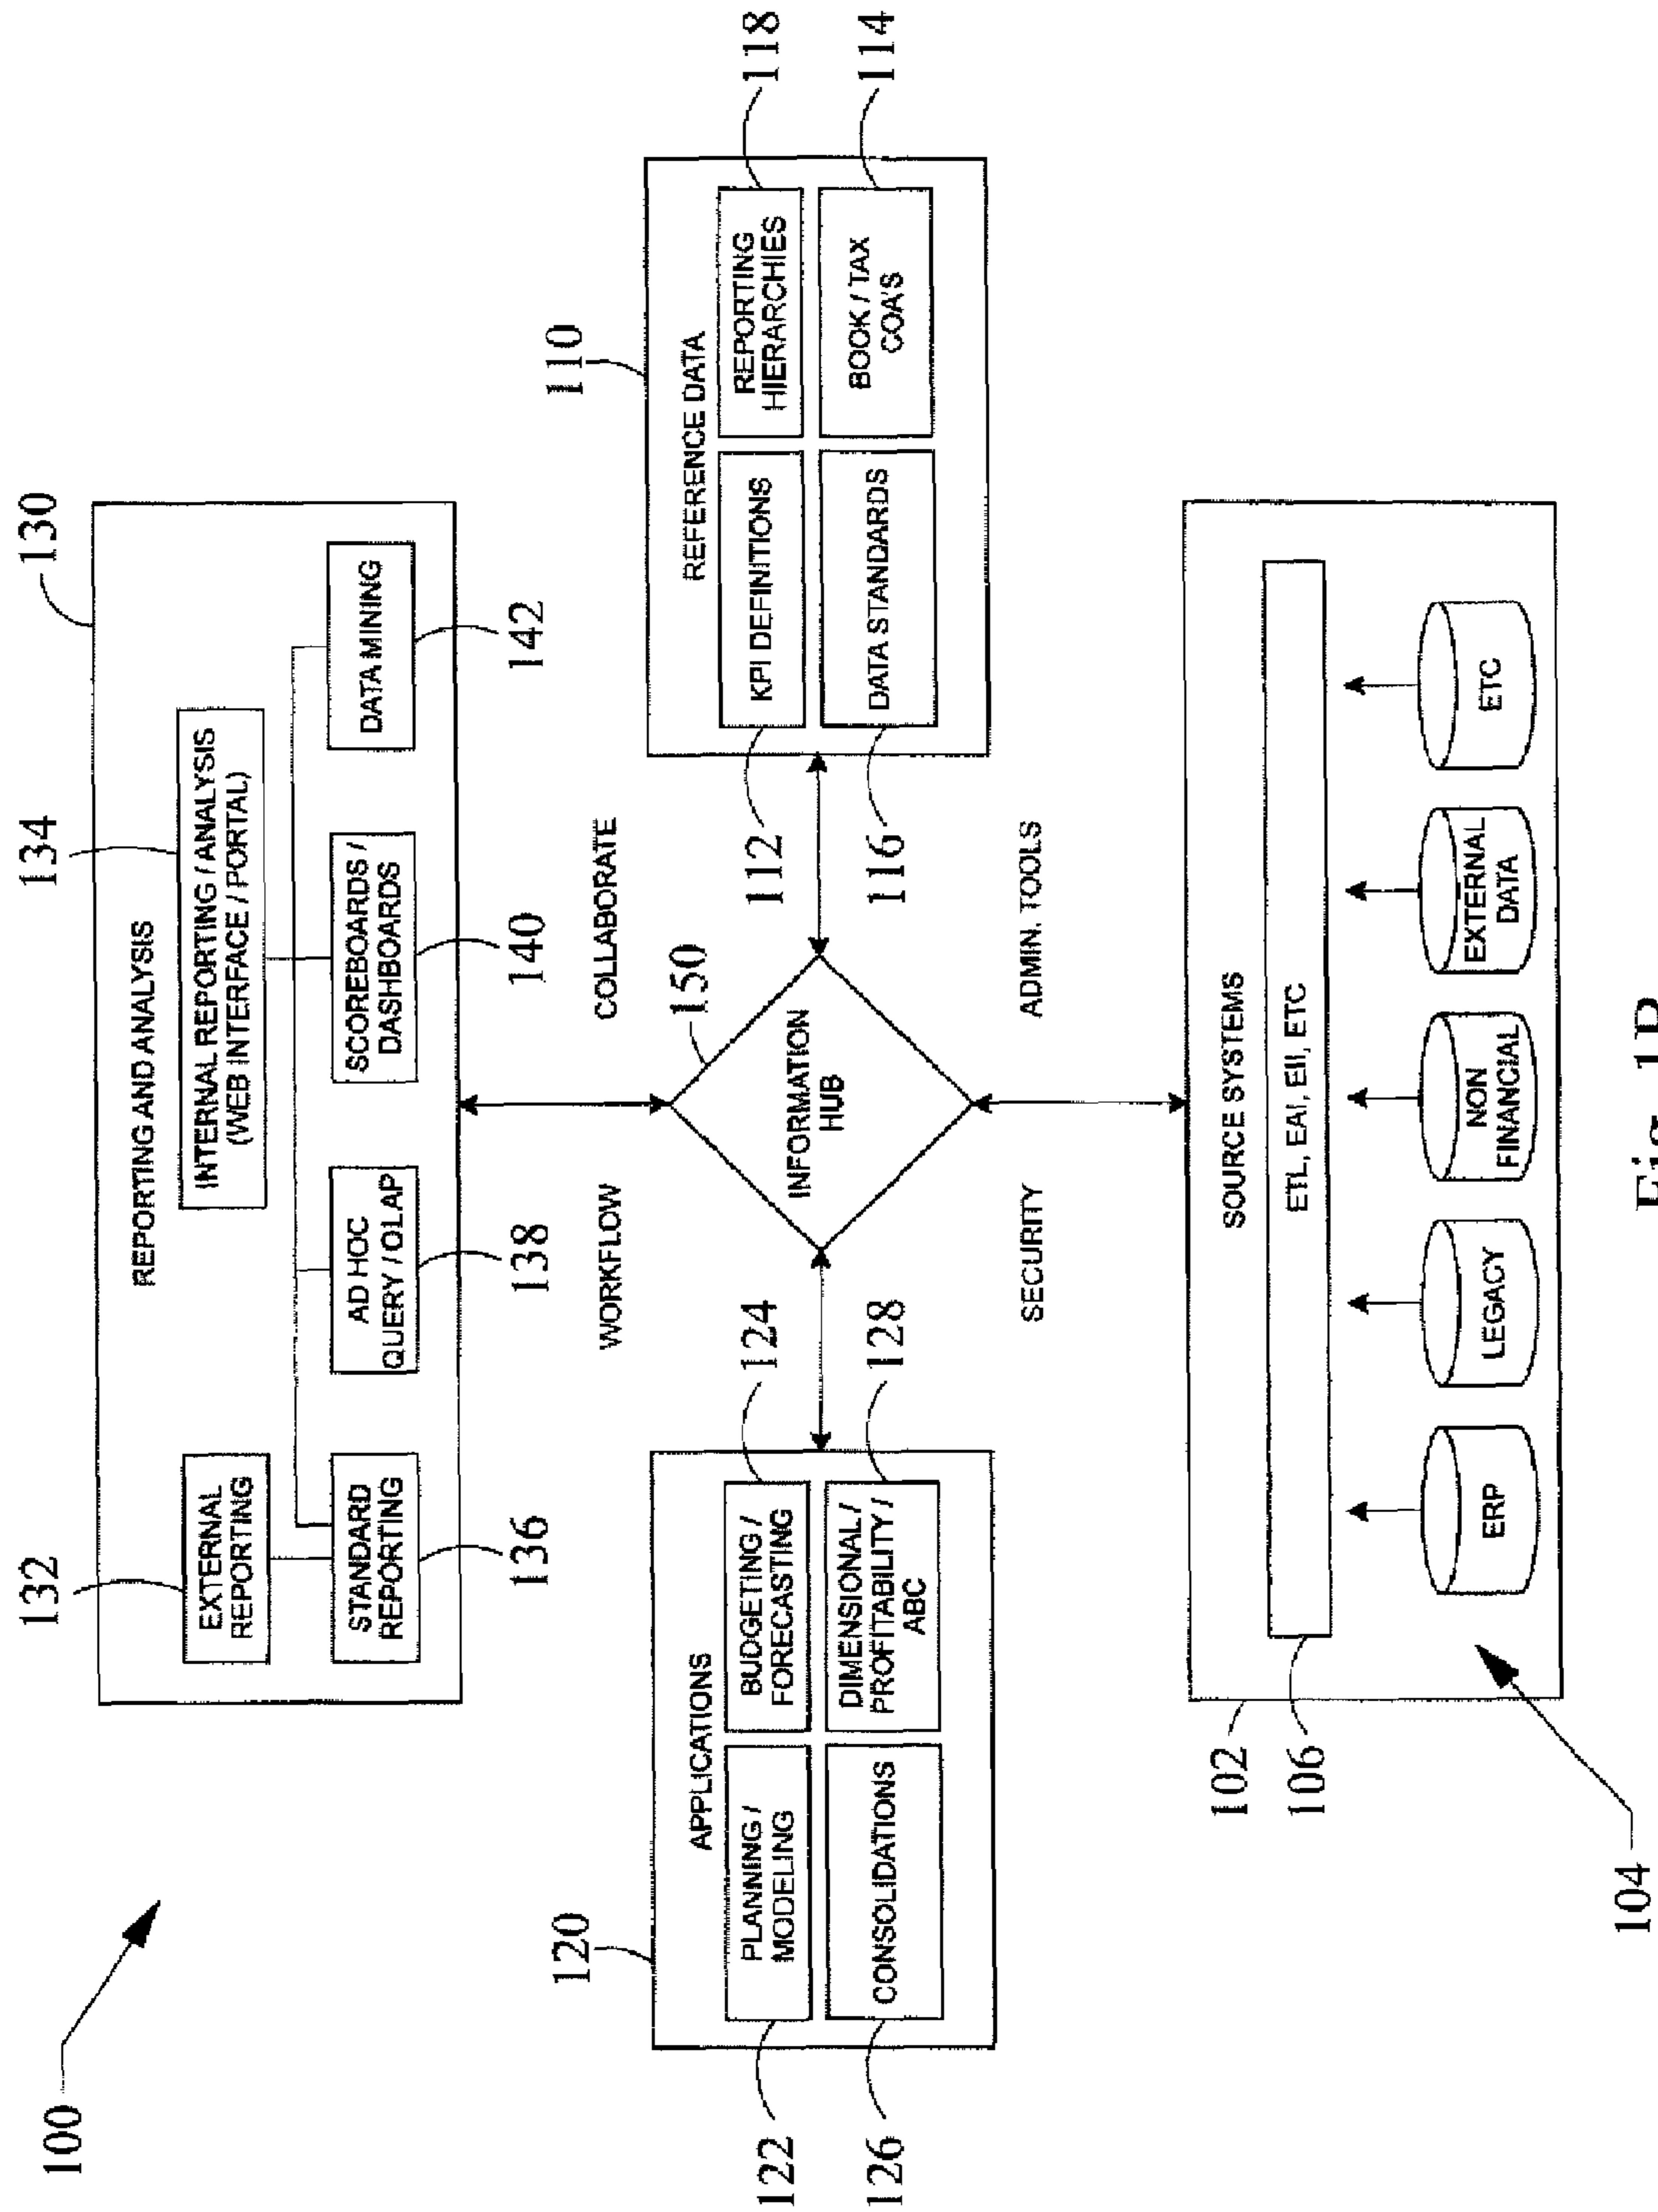 100
130
REPORTING AND ANALYSIS
132
EXTERNAL
REPORTING
134
INTERNAL REPORTING / ANALYSIS
(WEB INTERFACE / PORTAL)
STANDARD
REPORTING
136
AD HOC
QUERY / OLAP
138
SCOREBOARDS /
DASHBOARDS
140
DATA MINING
142
WORKFLOW
COLLABORATE
120
APPLICATIONS
122
PLANNING /
MODELING
BUDGETING /
FORECASTING
124
126
CONSOLIDATIONS
DIMENSIONAL /
PROFITABILITY /
ABC
128
150
INFORMATION
HUB
110
REFERENCE DATA
112
KPI DEFINITIONS
REPORTING
HIERARCHIES
118
116
DATA STANDARDS
BOOK / TAX
COA'S
114
SECURITY
ADMIN. TOOLS
102
SOURCE SYSTEMS
106
ETL, EAI, EII, ETC
ERP
LEGACY
NON
FINANCIAL
EXTERNAL
DATA
ETC
104